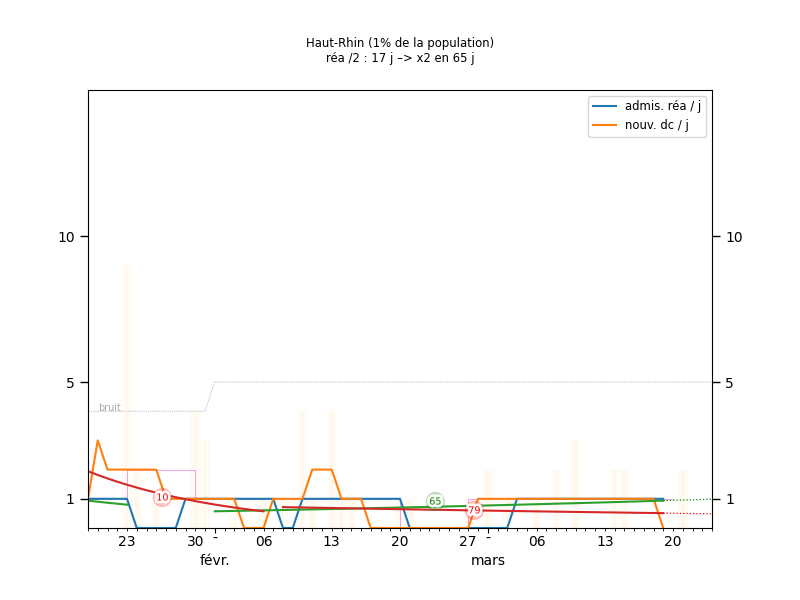 Haut-Rhin (1% de la population)
réa /2 : 17 j –> x2 en 65 j
admis. réa / j
nouv. dc / j
10 10
5 5
bruit
1 1
10
65
79
23 30 - 06 13 20 27 - 06 13 20
févr. mars